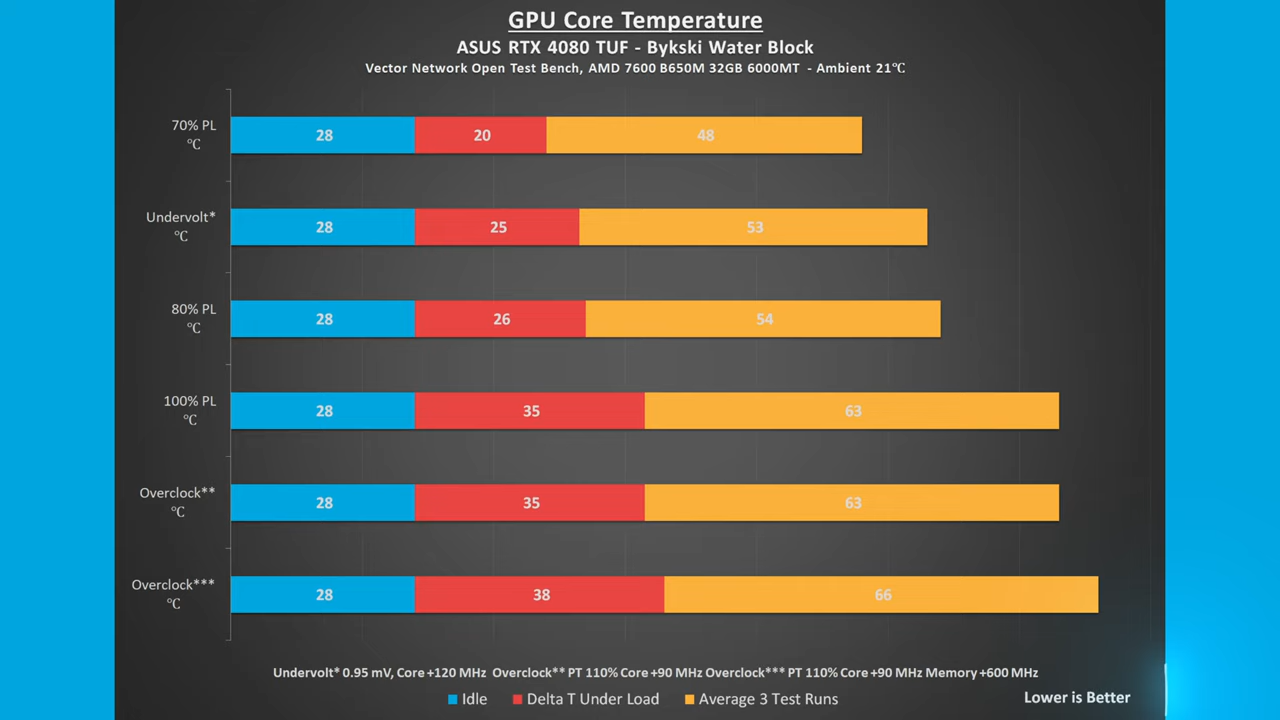 GPU Core Temperature
ASUS RTX 4080 TUF - Bykski Water Block
Vector Network Open Test Bench, AMD 7600 B650M 32GB 6000MT - Ambient 21℃
70% PL
℃
28 20 48
Undervolt*
℃
28 25 53
80% PL
℃
28 26 54
100% PL
℃
28 35 63
Overclock**
℃
28 35 63
Overclock***
℃
28 38 66
Undervolt* 0.95 mV, Core +120 MHz Overclock** PT 110% Core +90 MHz Overclock*** PT 110% Core +90 MHz Memory +600 MHz
Idle Delta T Under Load Average 3 Test Runs
Lower is Better